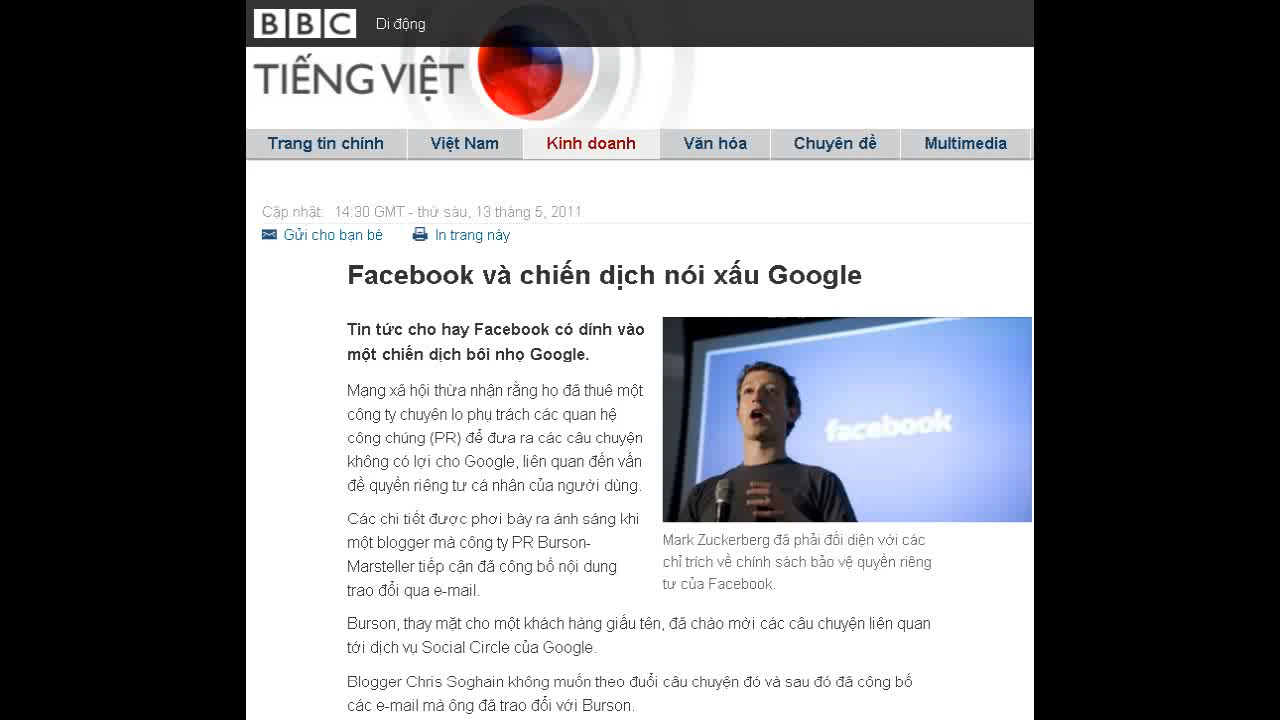 BBC Di động
TIẾNG VIỆT
Trang tin chính Việt Nam Kinh doanh Văn hóa Chuyên đề Multimedia
Cập nhật: 14:30 GMT - thứ sáu, 13 tháng 5, 2011
Gửi cho bạn bè In trang này
Facebook và chiến dịch nói xấu Google
Tin tức cho hay Facebook có dính vào
một chiến dịch bôi nhọ Google.
Mạng xã hội thừa nhận rằng họ đã thuê một
công ty chuyên lo phụ trách các quan hệ
công chúng (PR) để đưa ra các câu chuyện
không có lợi cho Google, liên quan đến vấn
đề quyền riêng tư cá nhân của người dùng.
Các chi tiết được phơi bày ra ánh sáng khi
một blogger mà công ty PR Burson-
Marsteller tiếp cận đã công bố nội dung
trao đổi qua e-mail.
facebook
Mark Zuckerberg đã phải đối diện với các
chỉ trích về chính sách bảo vệ quyền riêng
tư của Facebook.
Burson, thay mặt cho một khách hàng giấu tên, đã chào mời các câu chuyện liên quan
tới dịch vụ Social Circle của Google.
Blogger Chris Soghain không muốn theo đuổi câu chuyện đó và sau đó đã công bố
các e-mail mà ông đã trao đổi với Burson.